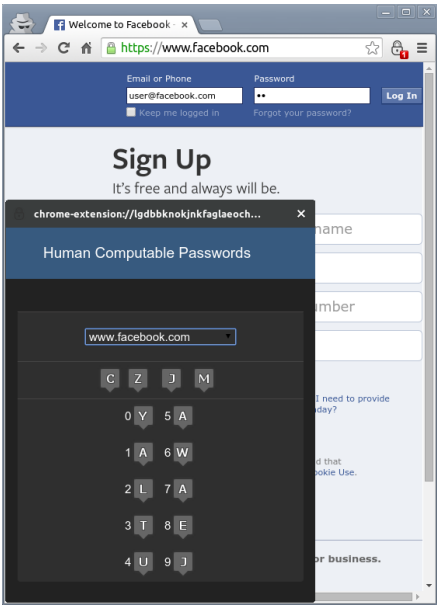 Welcome to Facebook -
https://www.facebook.com
1
Email or Phone
Password
user@facebook.com
••
Log In
Keep me logged in
Forgot your password?
Sign Up
It's free and always will be.
chrome-extension://lgdbbknokjnkfaglaeoch...
name
Human Computable Passwords
umber
www.facebook.com
C Z J M
I need to provide
day?
0 Y 5 A
1 A 6 W
d that
ookie Use.
2 L 7 A
3 T 8 E
4 U 9 J
or business.